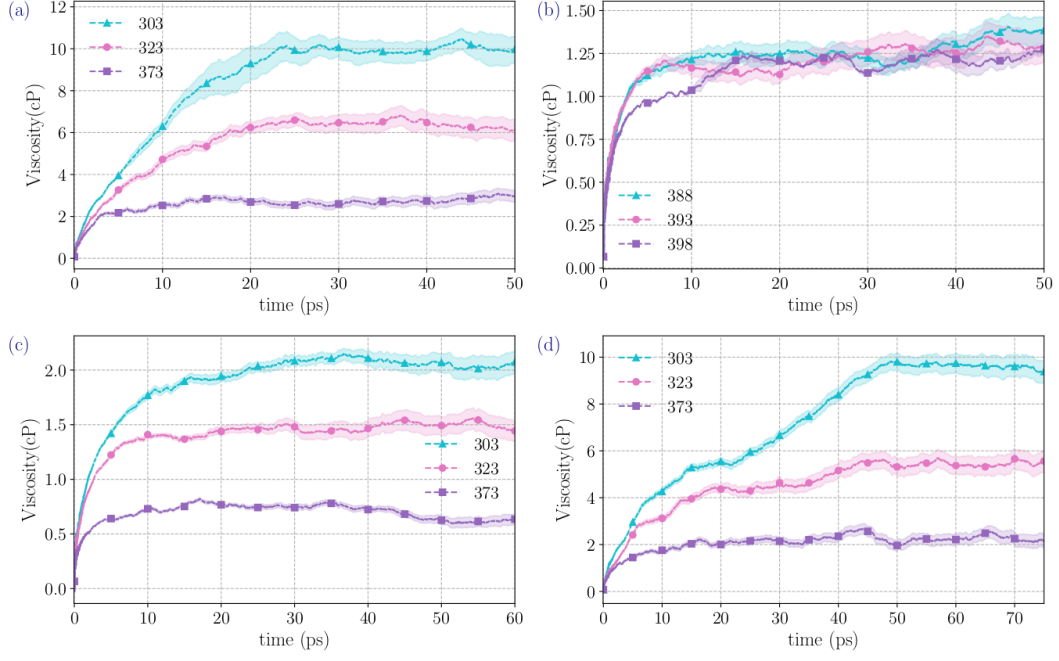 (a)
303
323
373
12
10
8
6
4
2
0
Viscosity(cP)
0 10 20 30 40 50
time (ps)
(b)
1.50
1.25
1.00
0.75
0.50
0.25
0.00
Viscosity(cP)
388
393
398
0 10 20 30 40 50
time (ps)
(c)
2.0
1.5
1.0
0.5
0.0
Viscosity(cP)
303
323
373
0 10 20 30 40 50 60
time (ps)
(d)
303
323
373
10
8
6
4
2
0
Viscosity(cP)
0 10 20 30 40 50 60 70
time (ps)